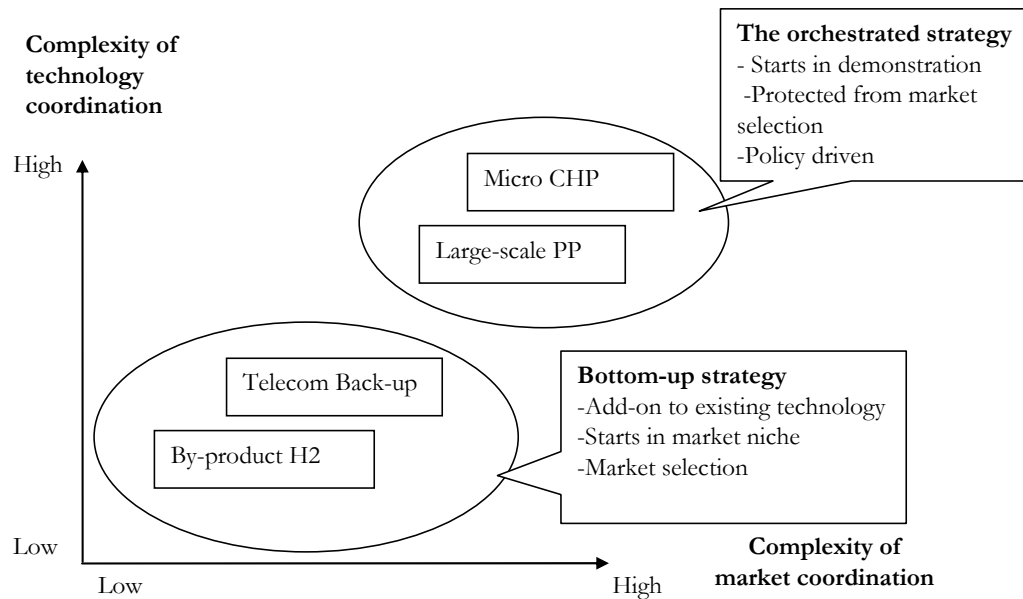 Complexity of
technology
coordination
The orchestrated strategy
- Starts in demonstration
-Protected from market
selection
-Policy driven
High
Micro CHP
Large-scale PP
Telecom Back-up
By-product H2
Bottom-up strategy
-Add-on to existing technology
-Starts in market niche
-Market selection
Low
Low
High
Complexity of
market coordination